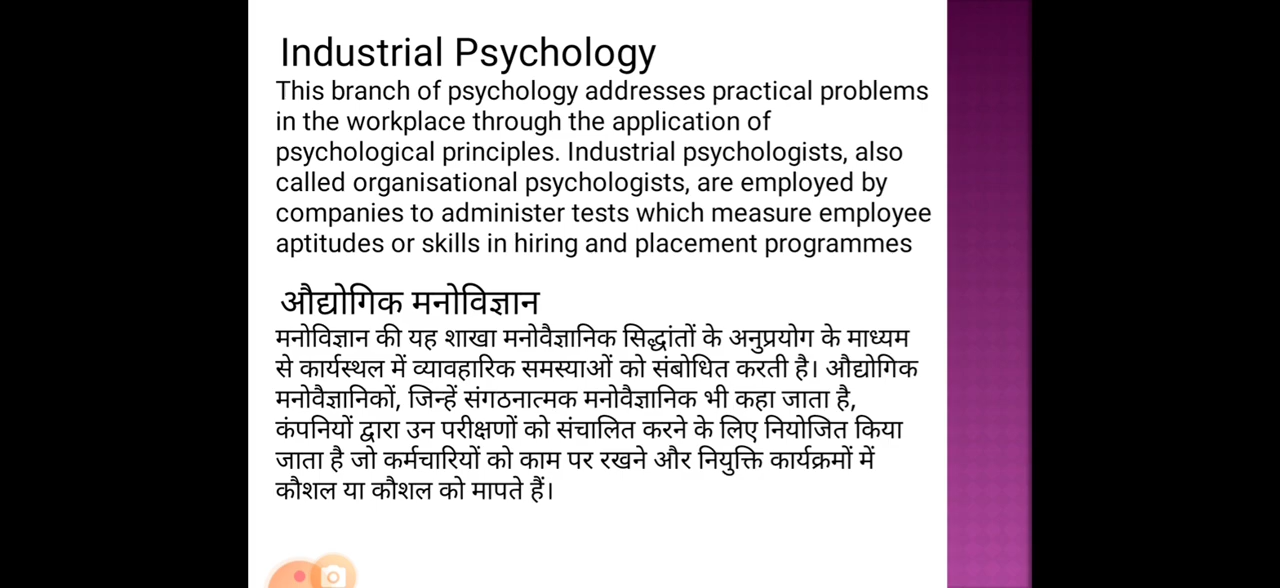 Industrial Psychology
This branch of psychology addresses practical problems
in the workplace through the application of
psychological principles. Industrial psychologists, also
called organisational psychologists, are employed by
companies to administer tests which measure employee
aptitudes or skills in hiring and placement programmes
औद्योगिक मनोविज्ञान
मनोविज्ञान की यह शाखा मनोवैज्ञानिक सिद्धांतों के अनुप्रयोग के माध्यम
से कार्यस्थल में व्यावहारिक समस्याओं को संबोधित करती है। औद्योगिक
मनोवैज्ञानिकों, जिन्हें संगठनात्मक मनोवैज्ञानिक भी कहा जाता है,
कंपनियों द्वारा उन परीक्षणों को संचालित करने के लिए नियोजित किया
जाता है जो कर्मचारियों को काम पर रखने और नियुक्ति कार्यक्रमों में
कौशल या कौशल को मापते हैं।